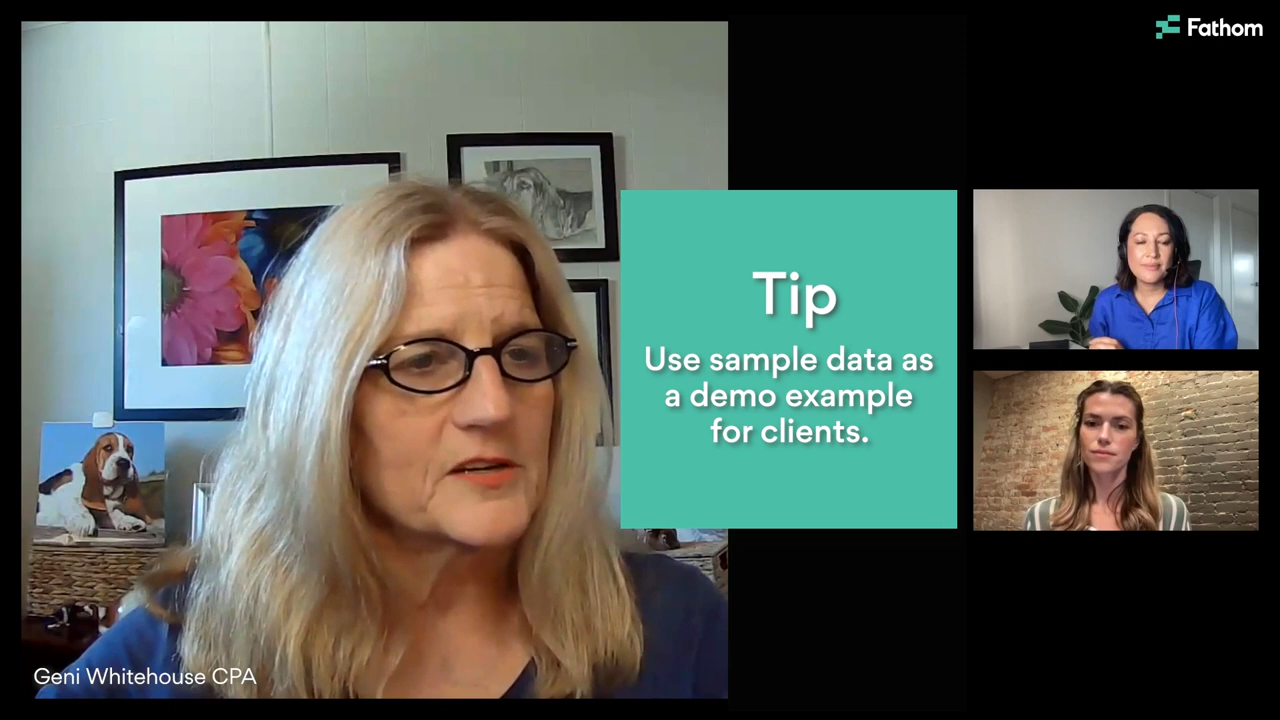 Fathom
Tip
Use sample data as
a demo example
for clients.
Geni Whitehouse CPA